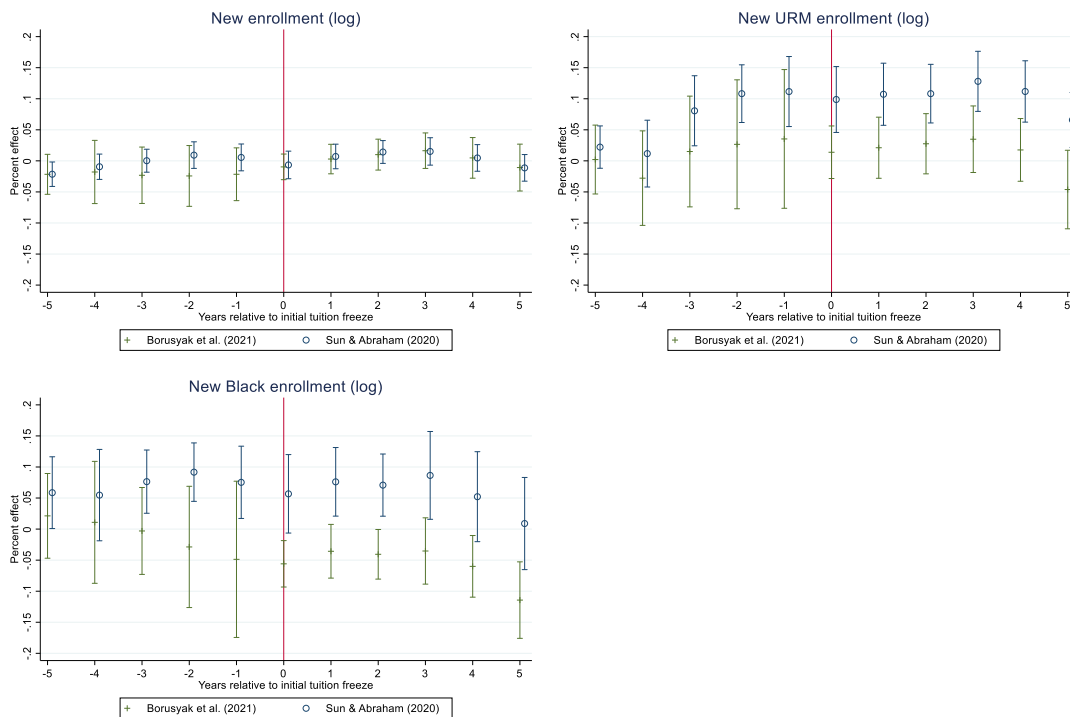 New enrollment (log)
Percent effect
.2
.15
.1
.05
0
-.05
-.1
-.15
-.2
-5 -4 -3 -2 -1 0 1 2 3 4 5
Years relative to initial tuition freeze
Borusyak et al. (2021) Sun & Abraham (2020)
New URM enrollment (log)
Percent effect
.2
.15
.1
.05
0
-.05
-.1
-.15
-.2
-5 -4 -3 -2 -1 0 1 2 3 4 5
Years relative to initial tuition freeze
Borusyak et al. (2021) Sun & Abraham (2020)
New Black enrollment (log)
Percent effect
.2
.15
.1
.05
0
-.05
-.1
-.15
-.2
-5 -4 -3 -2 -1 0 1 2 3 4 5
Years relative to initial tuition freeze
Borusyak et al. (2021) Sun & Abraham (2020)